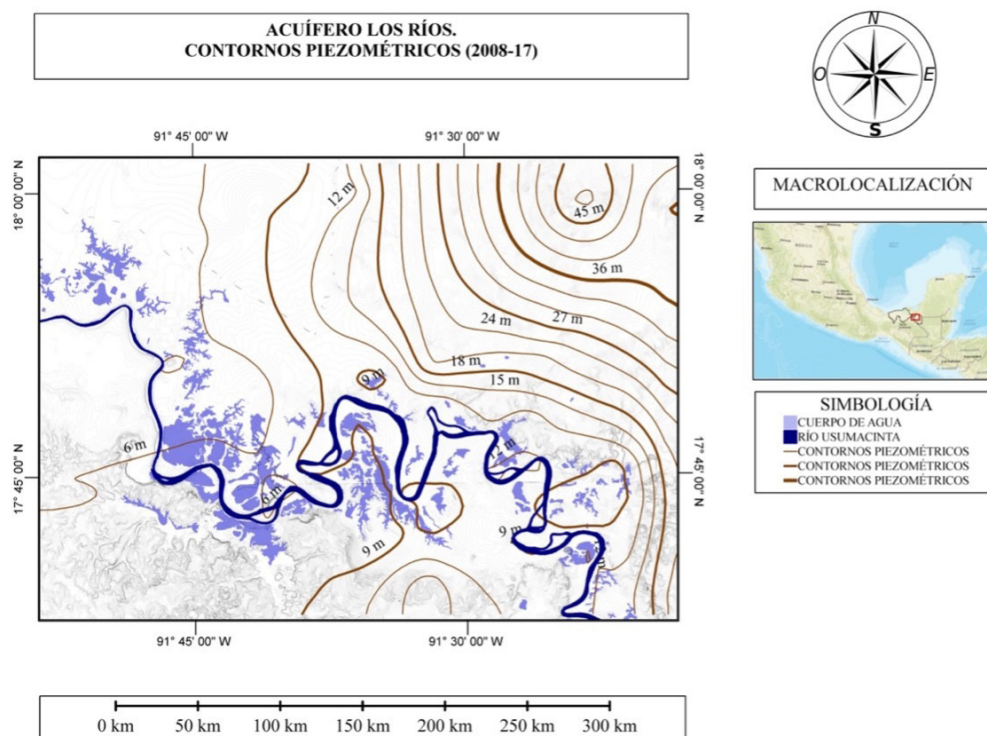 ACUÍFERO LOS RÍOS.
CONTORNOS PIEZOMÉTRICOS (2008-17)
N
O
E
S
91° 45' 00" W
91° 30' 00" W
18° 00' 00" N
18° 00' 00" N
12 m
45 m
36 m
24 m
27 m
18 m
15 m
9 m
6 m
12 m
6 m
9 m
9 m
17° 45' 00" N
17° 45' 00" N
91° 45' 00" W
91° 30' 00" W
MACROLOCALIZACIÓN
SIMBOLOGÍA
CUERPO DE AGUA
RÍO USUMACINTA
CONTORNOS PIEZOMÉTRICOS
CONTORNOS PIEZOMÉTRICOS
CONTORNOS PIEZOMÉTRICOS
0 km 50 km 100 km 150 km 200 km 250 km 300 km